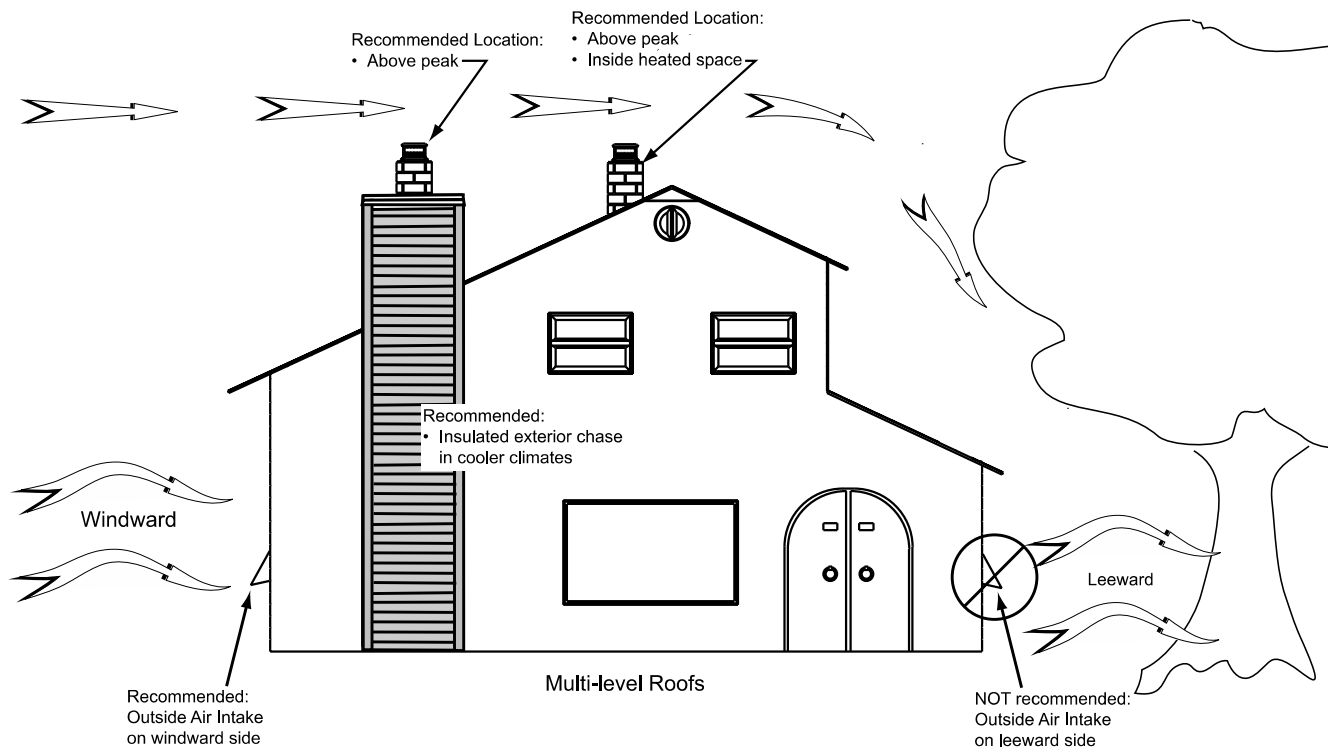 Recommended Location:
• Above peak
Recommended Location:
• Above peak
• Inside heated space
Recommended:
• Insulated exterior chase
in cooler climates
Windward
Leeward
Recommended:
Outside Air Intake
on windward side
Multi-level Roofs
NOT recommended:
Outside Air Intake
on leeward side